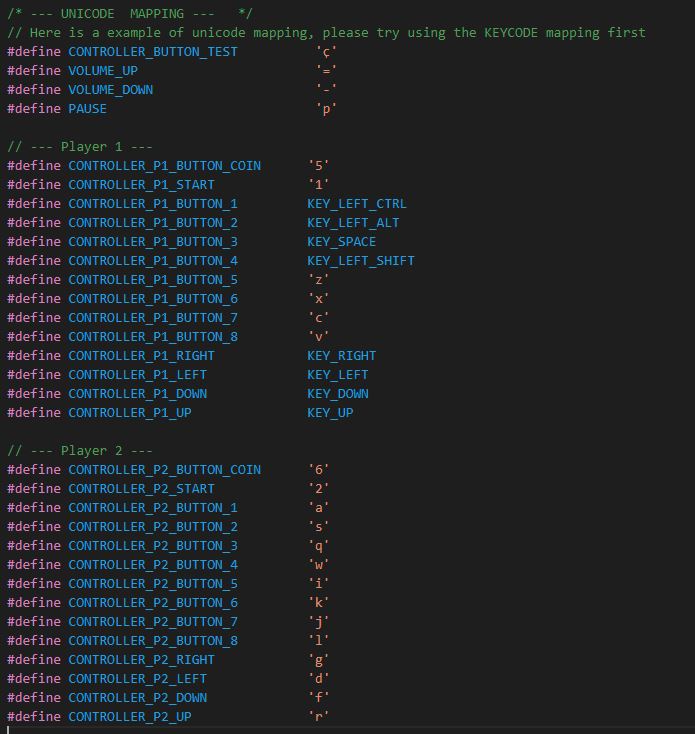 /* --- UNICODE  MAPPING ---   */
// Here is a example of unicode mapping, please try using the KEYCODE mapping first
#define CONTROLLER_BUTTON_TEST          'ç'
#define VOLUME_UP                       '='
#define VOLUME_DOWN                     '-'
#define PAUSE                           'p'
// --- Player 1 ---
#define CONTROLLER_P1_BUTTON_COIN      '5'
#define CONTROLLER_P1_START            '1'
#define CONTROLLER_P1_BUTTON_1         KEY_LEFT_CTRL
#define CONTROLLER_P1_BUTTON_2         KEY_LEFT_ALT
#define CONTROLLER_P1_BUTTON_3         KEY_SPACE
#define CONTROLLER_P1_BUTTON_4         KEY_LEFT_SHIFT
#define CONTROLLER_P1_BUTTON_5         'z'
#define CONTROLLER_P1_BUTTON_6         'x'
#define CONTROLLER_P1_BUTTON_7         'c'
#define CONTROLLER_P1_BUTTON_8         'v'
#define CONTROLLER_P1_RIGHT            KEY_RIGHT
#define CONTROLLER_P1_LEFT             KEY_LEFT
#define CONTROLLER_P1_DOWN             KEY_DOWN
#define CONTROLLER_P1_UP               KEY_UP
// --- Player 2 ---
#define CONTROLLER_P2_BUTTON_COIN      '6'
#define CONTROLLER_P2_START            '2'
#define CONTROLLER_P2_BUTTON_1         'a'
#define CONTROLLER_P2_BUTTON_2         's'
#define CONTROLLER_P2_BUTTON_3         'q'
#define CONTROLLER_P2_BUTTON_4         'w'
#define CONTROLLER_P2_BUTTON_5         'i'
#define CONTROLLER_P2_BUTTON_6         'k'
#define CONTROLLER_P2_BUTTON_7         'j'
#define CONTROLLER_P2_BUTTON_8         'l'
#define CONTROLLER_P2_RIGHT            'g'
#define CONTROLLER_P2_LEFT             'd'
#define CONTROLLER_P2_DOWN             'f'
#define CONTROLLER_P2_UP               'r'